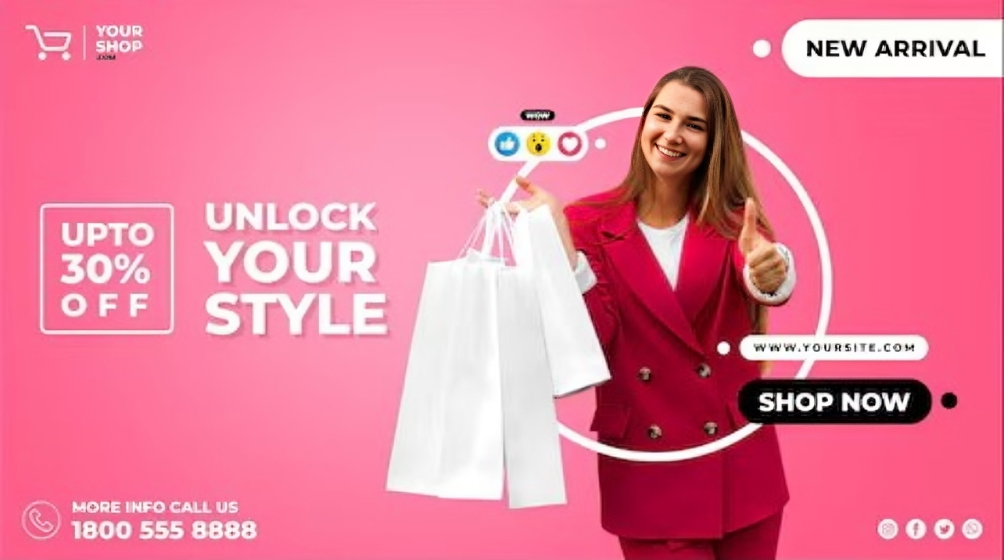 YOUR
SHOP
.COM
NEW ARRIVAL
WOW
UPTO
30%
OFF
UNLOCK
YOUR
STYLE
WWW.YOURSITE.COM
SHOP NOW
MORE INFO CALL US
1800 555 8888